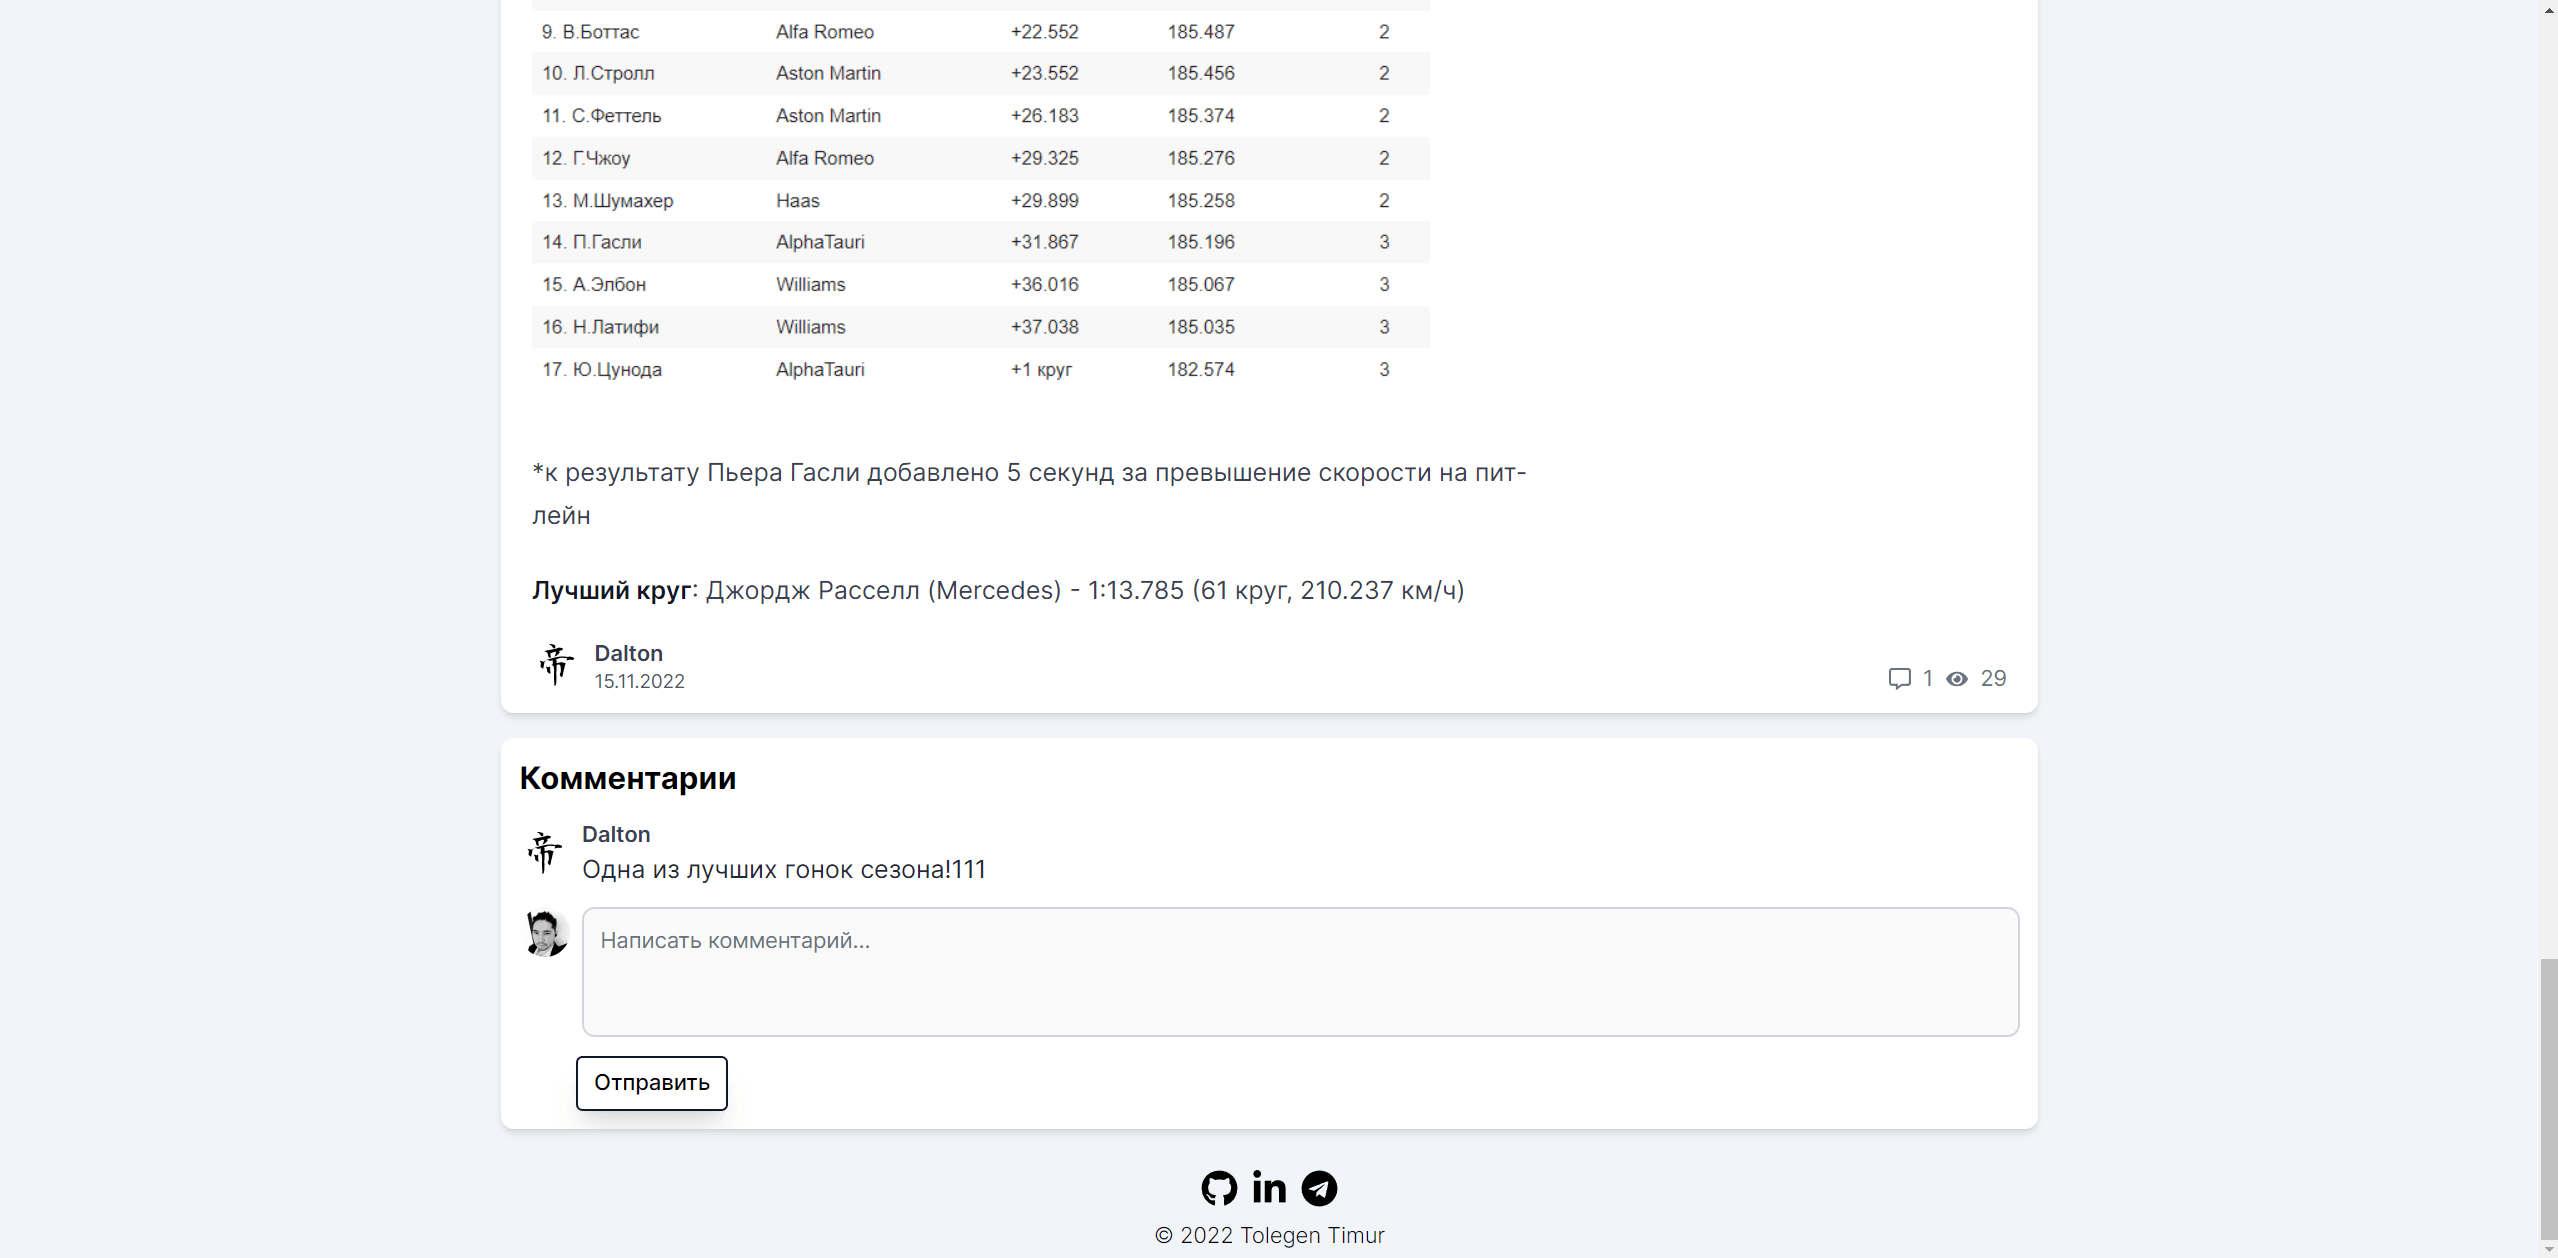 9. В.Боттас Alfa Romeo +22.552 185.487 2
10. Л.Стролл Aston Martin +23.552 185.456 2
11. С.Феттель Aston Martin +26.183 185.374 2
12. Г.Чжоу Alfa Romeo +29.325 185.276 2
13. М.Шумахер Haas +29.899 185.258 2
14. П.Гасли AlphaTauri +31.867 185.196 3
15. А.Элбон Williams +36.016 185.067 3
16. Н.Латифи Williams +37.038 185.035 3
17. Ю.Цунода AlphaTauri +1 круг 182.574 3
*к результату Пьера Гасли добавлено 5 секунд за превышение скорости на пит-
лейн
Лучший круг: Джордж Расселл (Mercedes) - 1:13.785 (61 круг, 210.237 км/ч)
帝
Dalton
15.11.2022
1 29
Комментарии
帝
Dalton
Одна из лучших гонок сезона!111
Написать комментарий...
Отправить
in
© 2022 Tolegen Timur